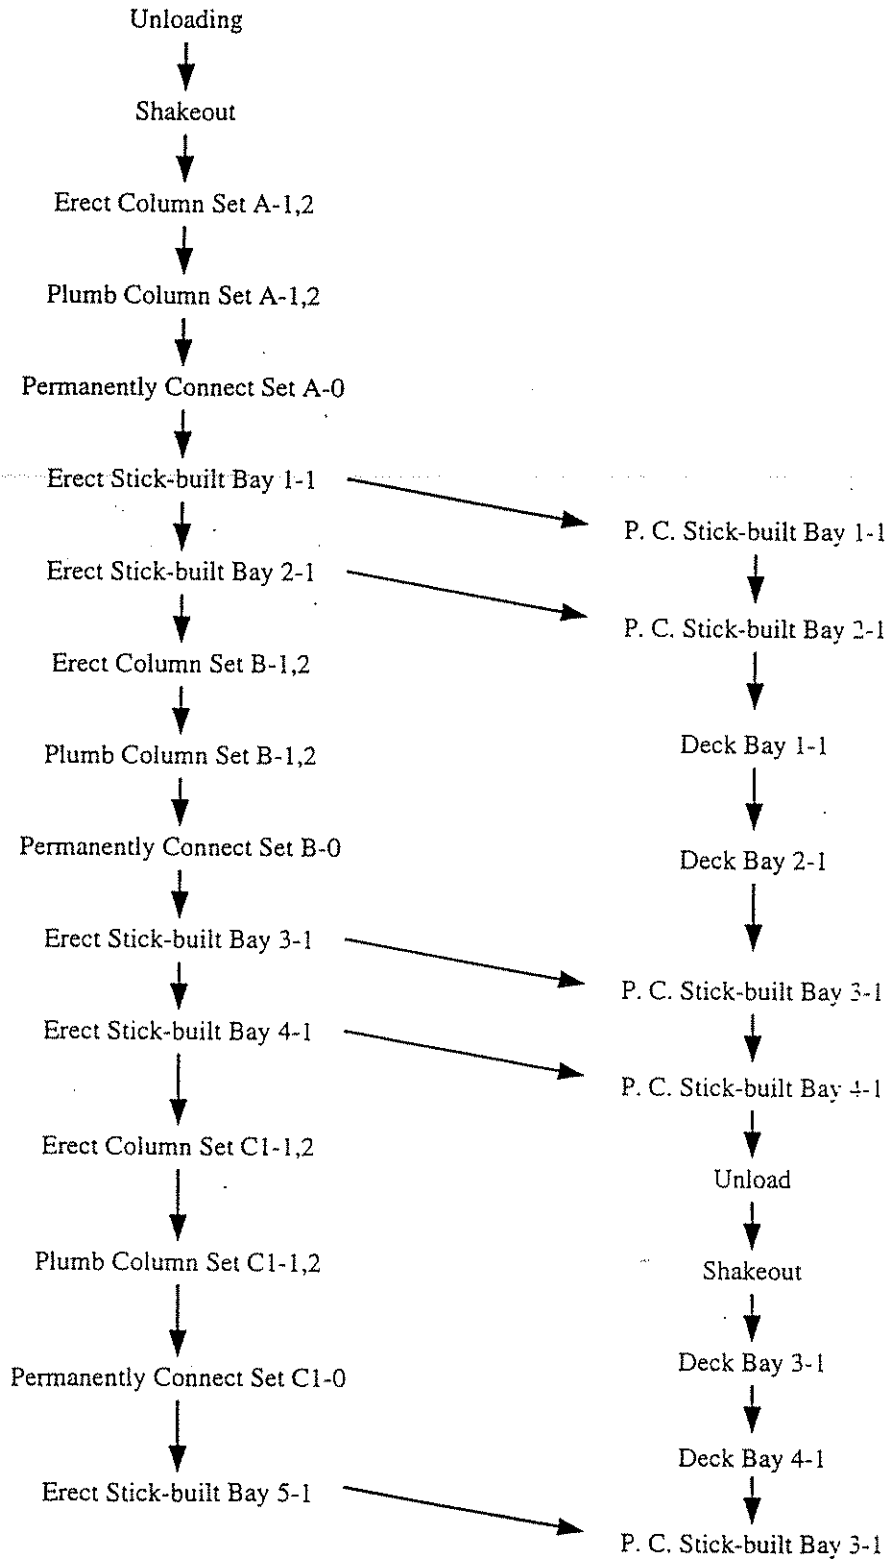 Unloading
Shakeout
Erect Column Set A-1,2
Plumb Column Set A-1,2
Permanently Connect Set A-0
Erect Stick-built Bay 1-1
Erect Stick-built Bay 2-1
Erect Column Set B-1,2
Plumb Column Set B-1,2
Permanently Connect Set B-0
Erect Stick-built Bay 3-1
Erect Stick-built Bay 4-1
Erect Column Set C1-1,2
Plumb Column Set C1-1,2
Permanently Connect Set C1-0
Erect Stick-built Bay 5-1
P. C. Stick-built Bay 1-1
P. C. Stick-built Bay 2-1
Deck Bay 1-1
Deck Bay 2-1
P. C. Stick-built Bay 3-1
P. C. Stick-built Bay 4-1
Unload
Shakeout
Deck Bay 3-1
Deck Bay 4-1
P. C. Stick-built Bay 3-1